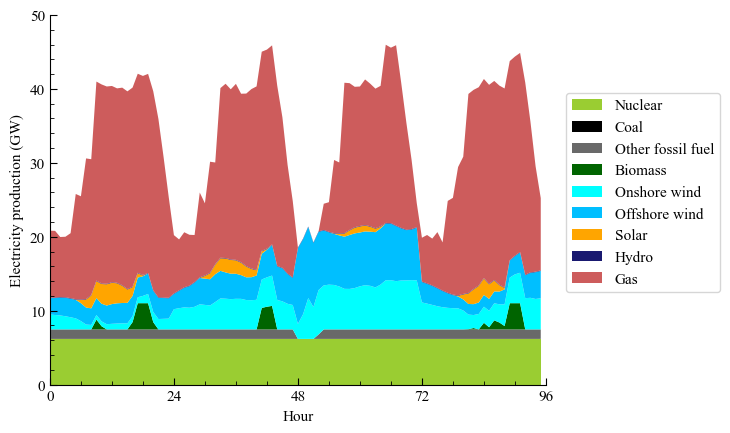 50
40
30
20
10
0
Electricity production (GW)
0 24 48 72 96
Hour
Nuclear
Coal
Other fossil fuel
Biomass
Onshore wind
Offshore wind
Solar
Hydro
Gas